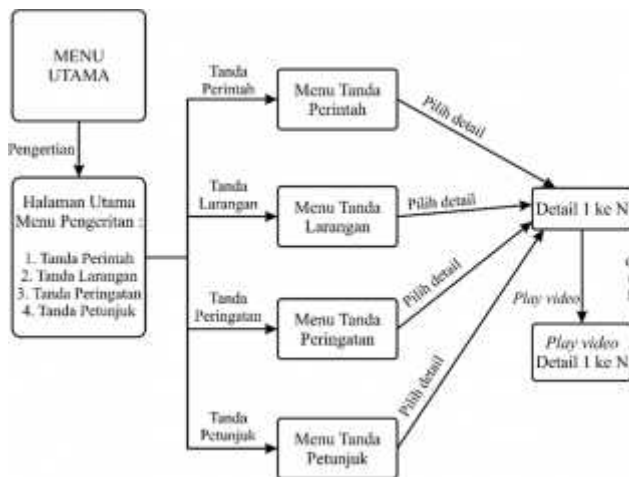 MENU
UTAMA
Pengertian
Halaman Utama
Menu Pengeritan :
1. Tanda Perintah
2. Tanda Larangan
3. Tanda Peringatan
4. Tanda Petunjuk
Tanda
Perintah
Menu Tanda
Perintah
Pilih detail
Tanda
Larangan
Menu Tanda
Larangan
Pilih detail
Tanda
Peringatan
Menu Tanda
Peringatan
Pilih detail
Tanda
Petunjuk
Menu Tanda
Petunjuk
Pilih detail
Detail 1 ke N
Play video
Play video
Detail 1 ke N